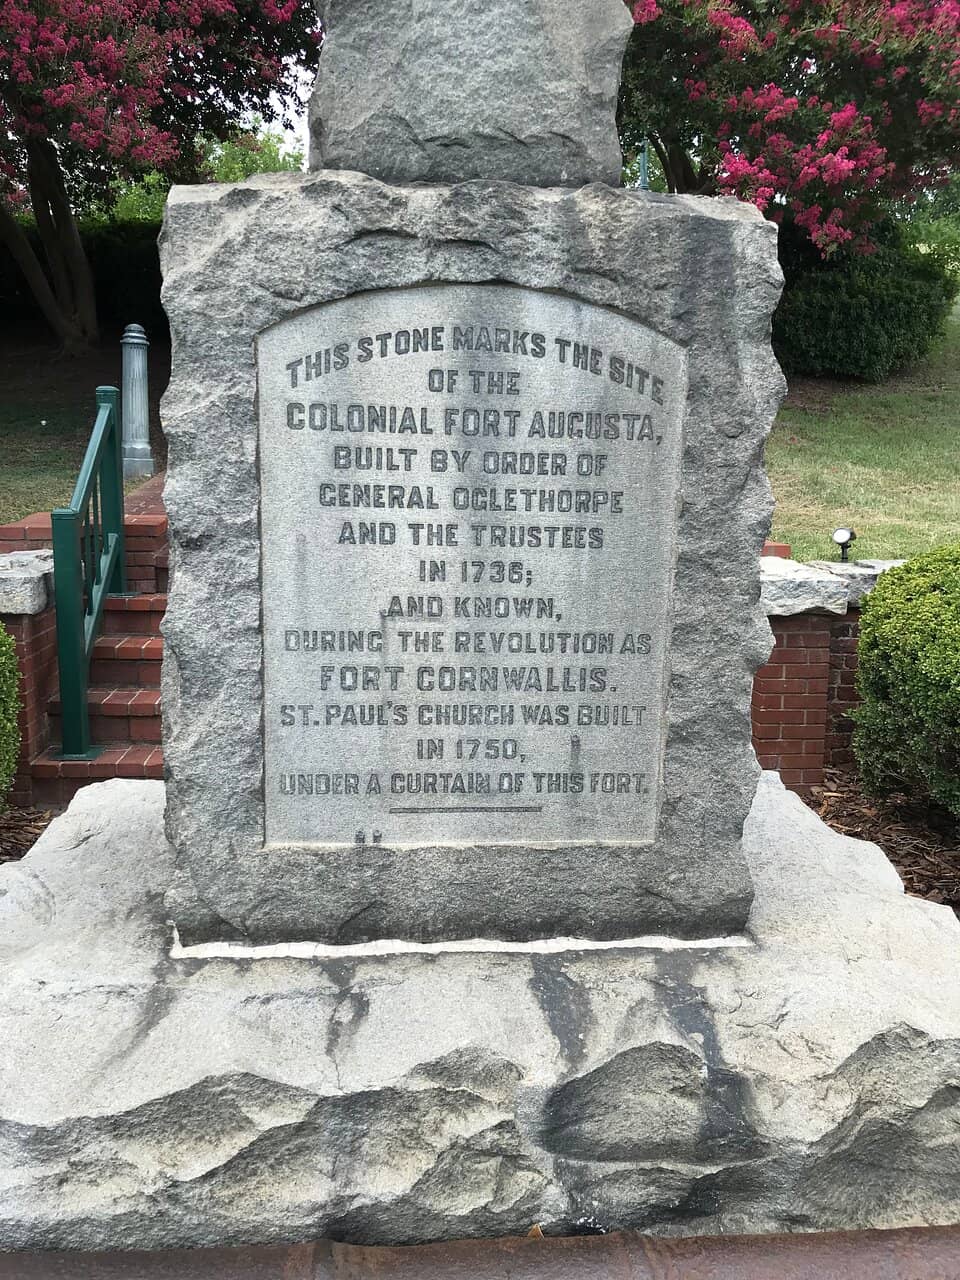 THIS STONE MARKS THE SITE
OF THE
COLONIAL FORT AUGUSTA,
BUILT BY ORDER OF
GENERAL OGLETHORPE
AND THE TRUSTEES
IN 1736;
AND KNOWN,
DURING THE REVOLUTION AS
FORT CORNWALLIS.
ST. PAUL'S CHURCH WAS BUILT
IN 1750,
UNDER A CURTAIN OF THIS FORT.